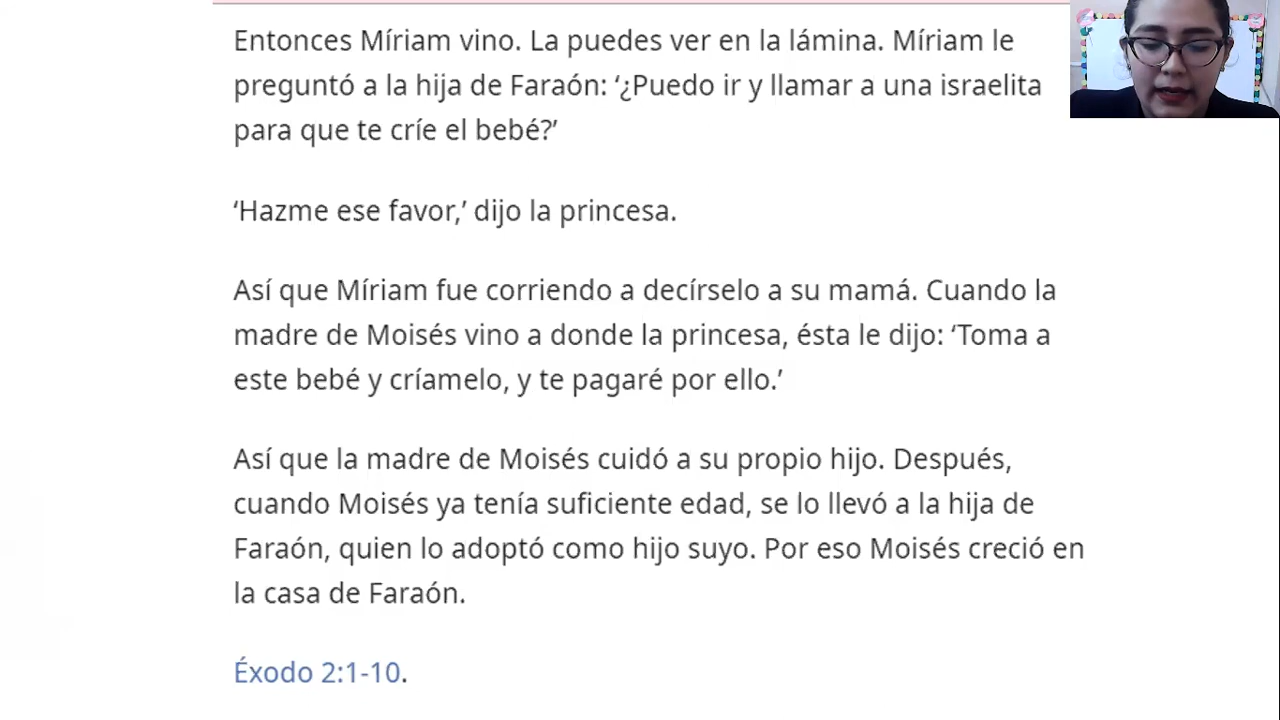 Entonces Míriam vino. La puedes ver en la lámina. Míriam le
preguntó a la hija de Faraón: ‘¿Puedo ir y llamar a una israelita
para que te críe el bebé?’
‘Hazme ese favor,’ dijo la princesa.
Así que Míriam fue corriendo a decírselo a su mamá. Cuando la
madre de Moisés vino a donde la princesa, ésta le dijo: ‘Toma a
este bebé y críamelo, y te pagaré por ello.’
Así que la madre de Moisés cuidó a su propio hijo. Después,
cuando Moisés ya tenía suficiente edad, se lo llevó a la hija de
Faraón, quien lo adoptó como hijo suyo. Por eso Moisés creció en
la casa de Faraón.
Éxodo 2:1-10.